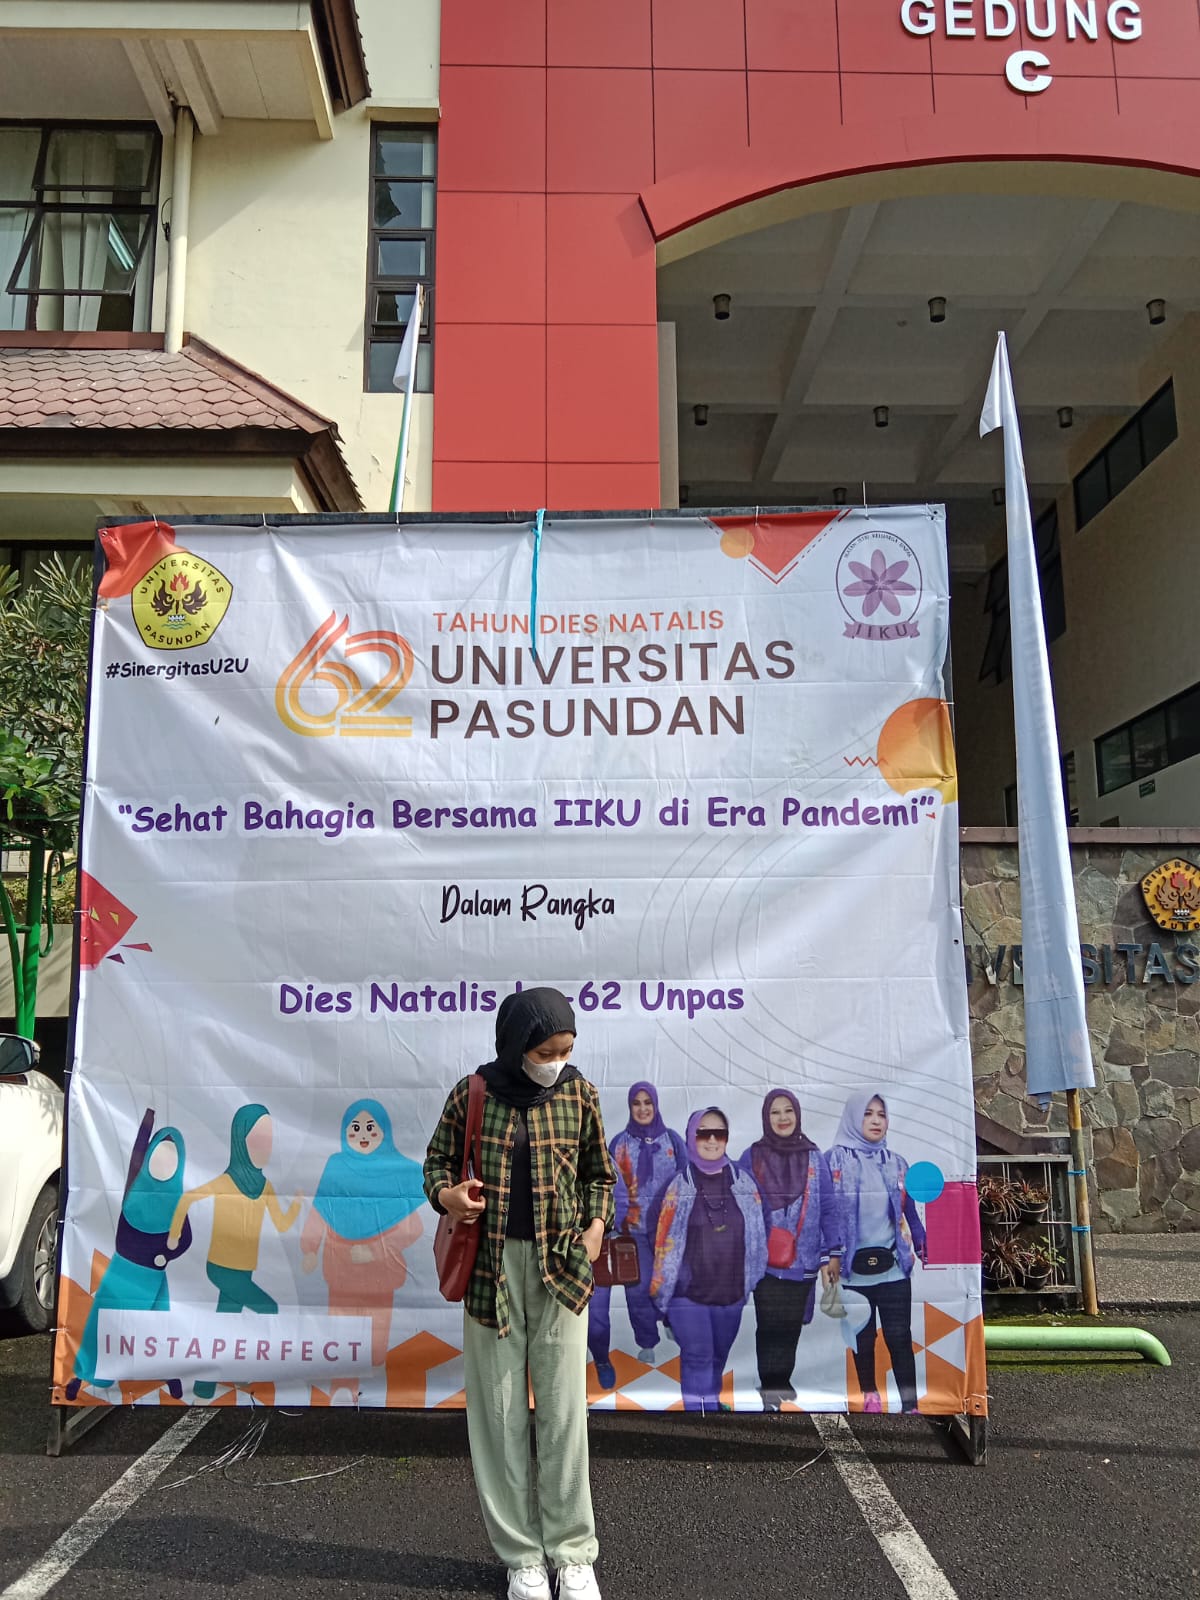 GEDUNG
C
UNIVERSITAS
PASUNDAN
#SinergitasU2U
62
TAHUN DIES NATALIS
UNIVERSITAS
PASUNDAN
IIKU
"Sehat Bahagia Bersama IIKU di Era Pandemi"
Dalam Rangka
Dies Natalis -62 Unpas
INSTAPERFECT
UNIVERSITAS